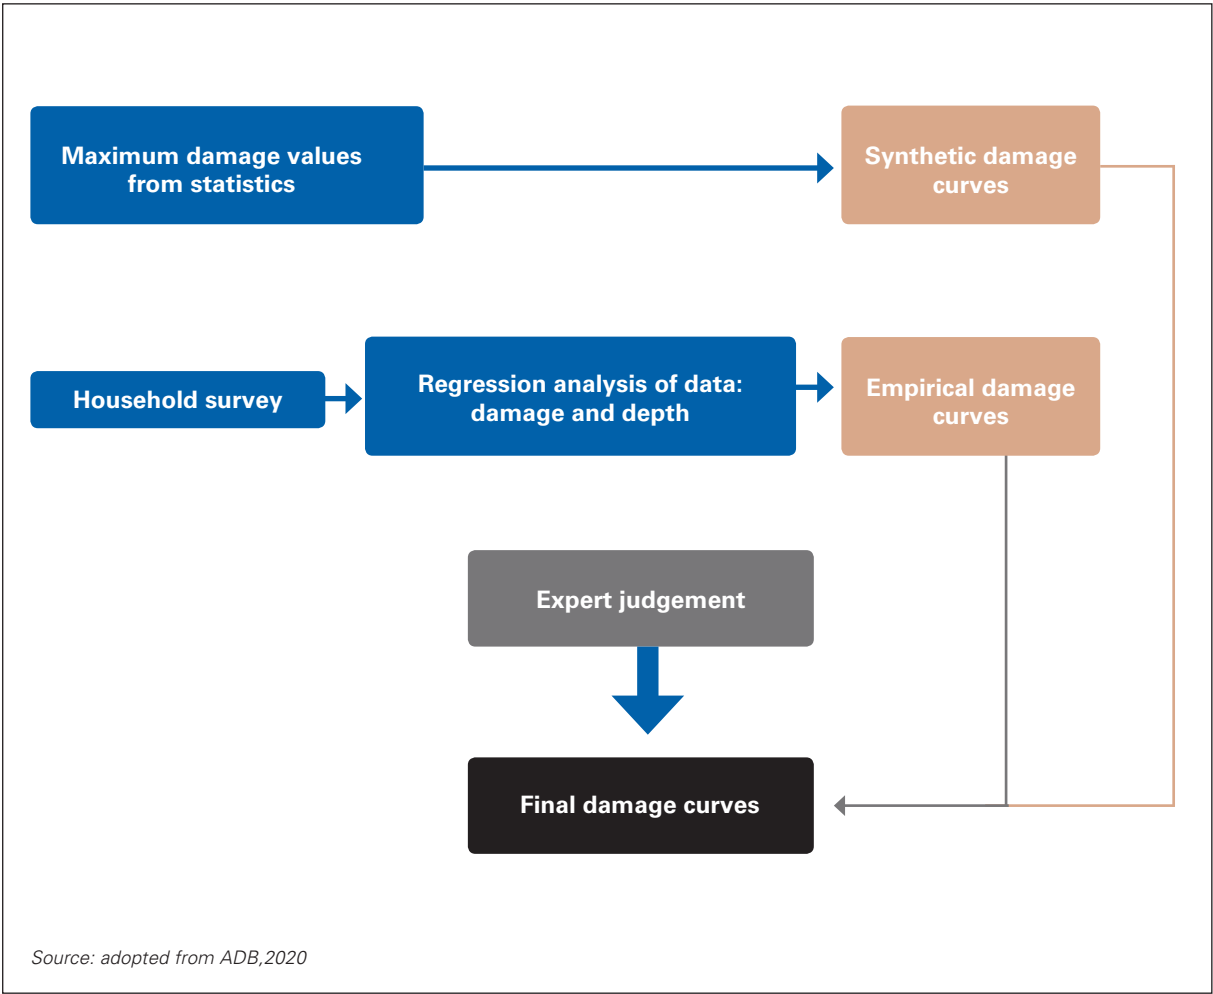 Maximum damage values
from statistics
Synthetic damage
curves
Household survey
Regression analysis of data:
damage and depth
Empirical damage
curves
Expert judgement
Final damage curves
Source: adopted from ADB,2020